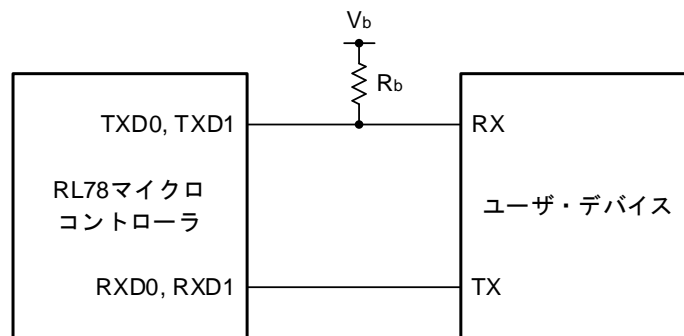 Vb
Rb
TXD0, TXD1
RX
RL78マイクロ
コントローラ
ユーザ・デバイス
RXD0, RXD1
TX